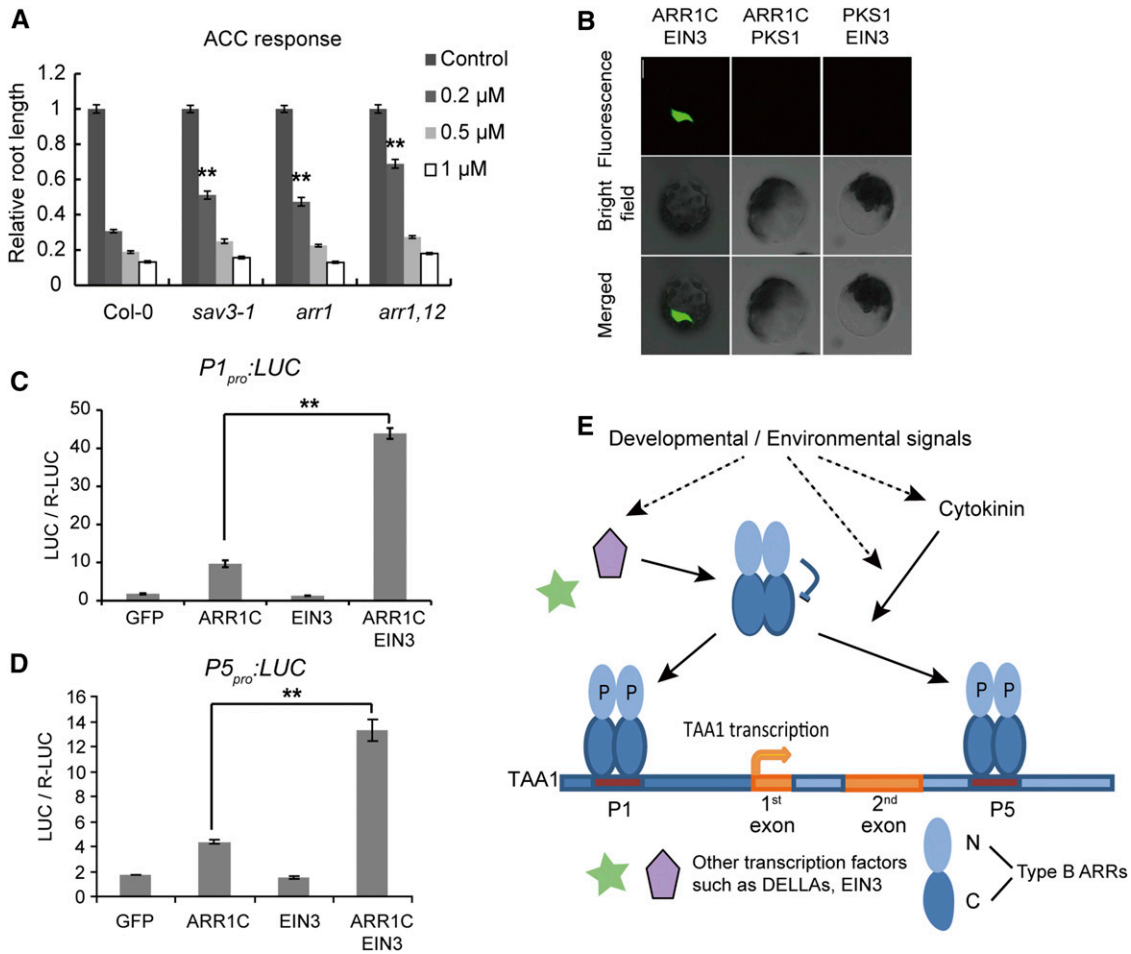 A
ACC response
Relative root length
1.2
1
0.8
0.6
0.4
0.2
0
Control
0.2 µM
0.5 µM
1 µM
**
**
**
Col-0
sav3-1
arr1
arr1,12
B
ARR1C
EIN3
ARR1C
PKS1
PKS1
EIN3
Fluorescence
Bright
field
Merged
C
P1pro:LUC
LUC / R-LUC
50
40
30
20
10
0
**
GFP
ARR1C
EIN3
ARR1C
EIN3
D
P5pro:LUC
LUC / R-LUC
16
14
12
10
8
6
4
2
0
**
GFP
ARR1C
EIN3
ARR1C
EIN3
E
Developmental / Environmental signals
Cytokinin
P P
P P
TAA1 transcription
TAA1
P1
1st
exon
2nd
exon
P5
Other transcription factors
such as DELLAs, EIN3
N
C
Type B ARRs